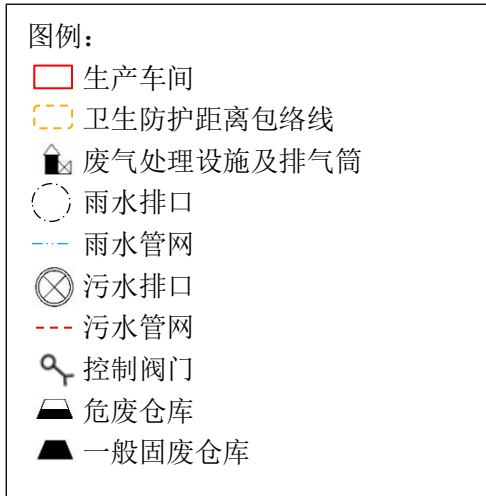 图例：
生产车间
卫生防护距离包络线
废气处理设施及排气筒
雨水排口
雨水管网
污水排口
污水管网
控制阀门
危废仓库
一般固废仓库